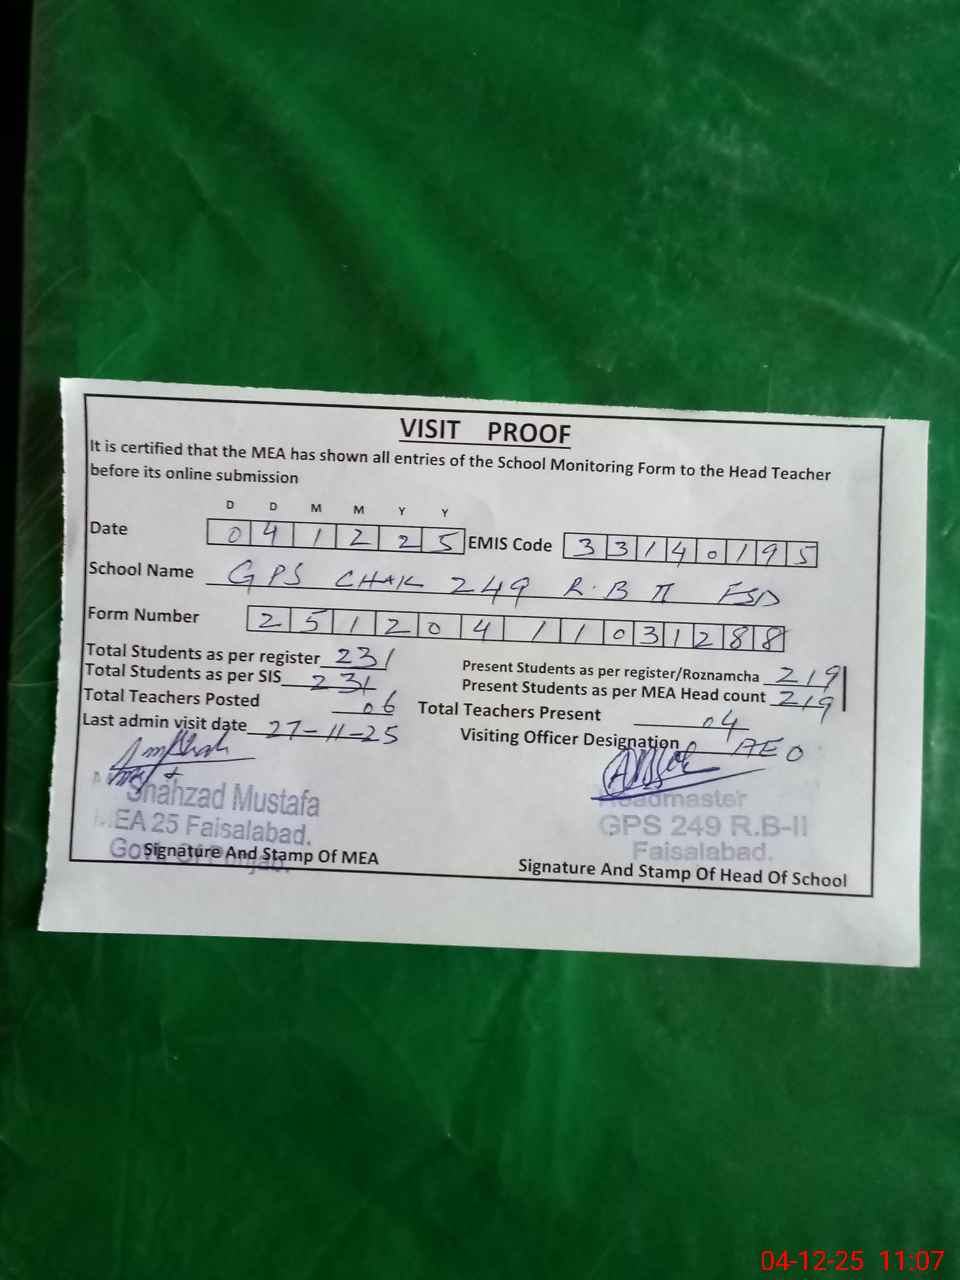 VISIT PROOF
It is certified that the MEA has shown all entries of the School Monitoring Form to the Head Teacher
before its online submission
D D M M Y Y
Date 0 4 1 2 2 5 EMIS Code 3 3 1 4 0 1 9 5
School Name GPS CHAK 249 R.B II FSD
Form Number 2 5 1 2 0 4 1 1 0 3 1 2 8 8
Total Students as per register 231 Present Students as per register/Roznamcha 219
Total Students as per SIS 231 Present Students as per MEA Head count 219
Total Teachers Posted 06 Total Teachers Present 04
Last admin visit date 27-11-25 Visiting Officer Designation AEO
Shahzad Mustafa Headmaster
MEA 25 Faisalabad. GPS 249 R.B-II
Govt Of Punjab. Faisalabad.
Signature And Stamp Of MEA Signature And Stamp Of Head Of School
04-12-25 11:07